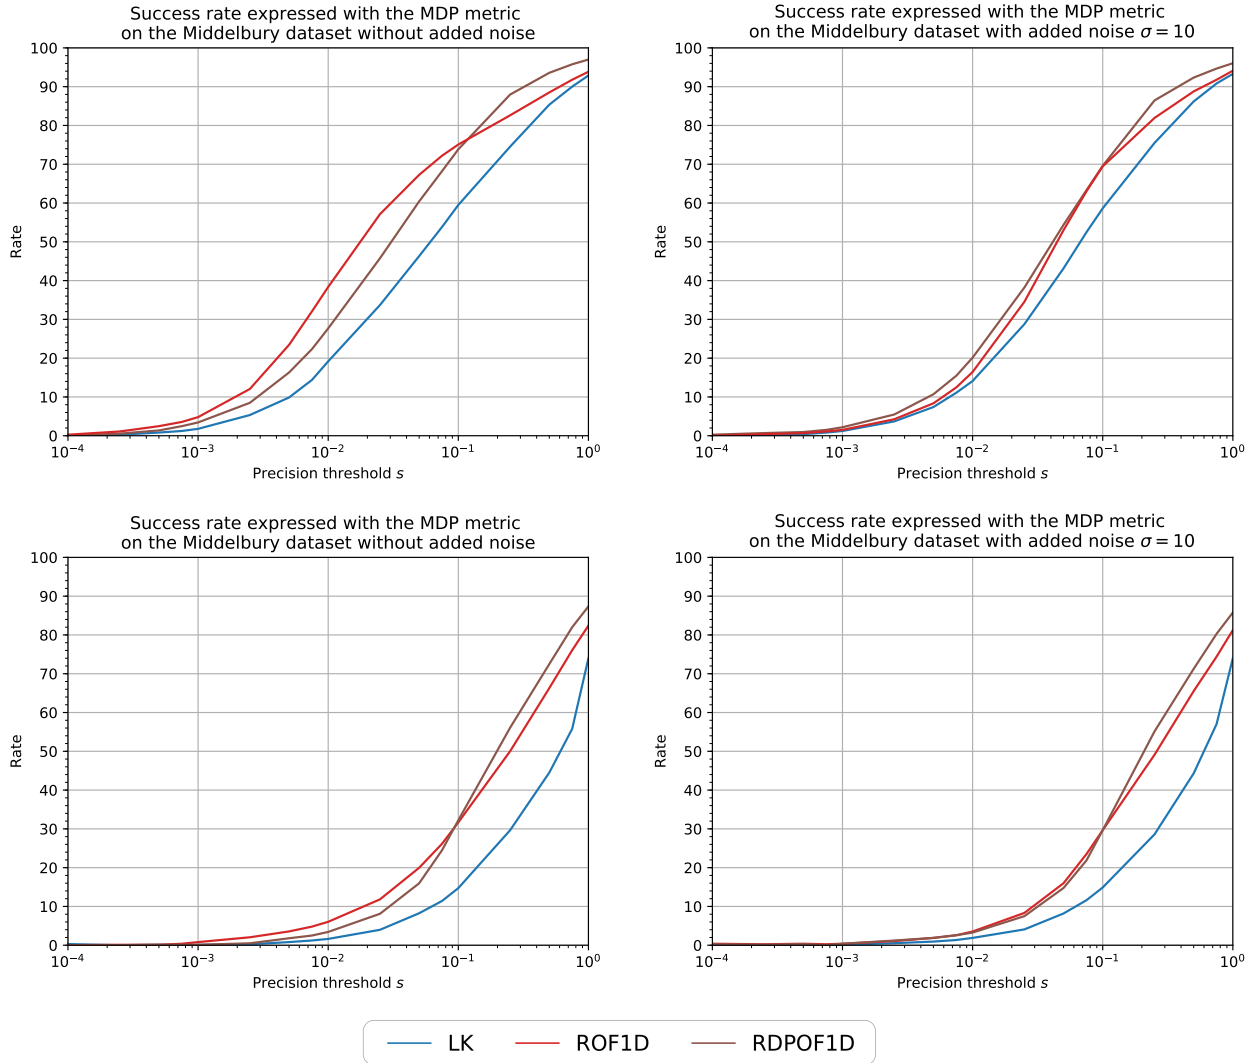 Success rate expressed with the MDP metric
on the Middelbury dataset without added noise
100
90
80
70
60
50
40
30
20
10
0
Rate
10⁻⁴ 10⁻³ 10⁻² 10⁻¹ 10⁰
Precision threshold s
Success rate expressed with the MDP metric
on the Middelbury dataset with added noise σ = 10
100
90
80
70
60
50
40
30
20
10
0
Rate
10⁻⁴ 10⁻³ 10⁻² 10⁻¹ 10⁰
Precision threshold s
Success rate expressed with the MDP metric
on the Middelbury dataset without added noise
100
90
80
70
60
50
40
30
20
10
0
Rate
10⁻⁴ 10⁻³ 10⁻² 10⁻¹ 10⁰
Precision threshold s
Success rate expressed with the MDP metric
on the Middelbury dataset with added noise σ = 10
100
90
80
70
60
50
40
30
20
10
0
Rate
10⁻⁴ 10⁻³ 10⁻² 10⁻¹ 10⁰
Precision threshold s
LK ROF1D RDPOF1D